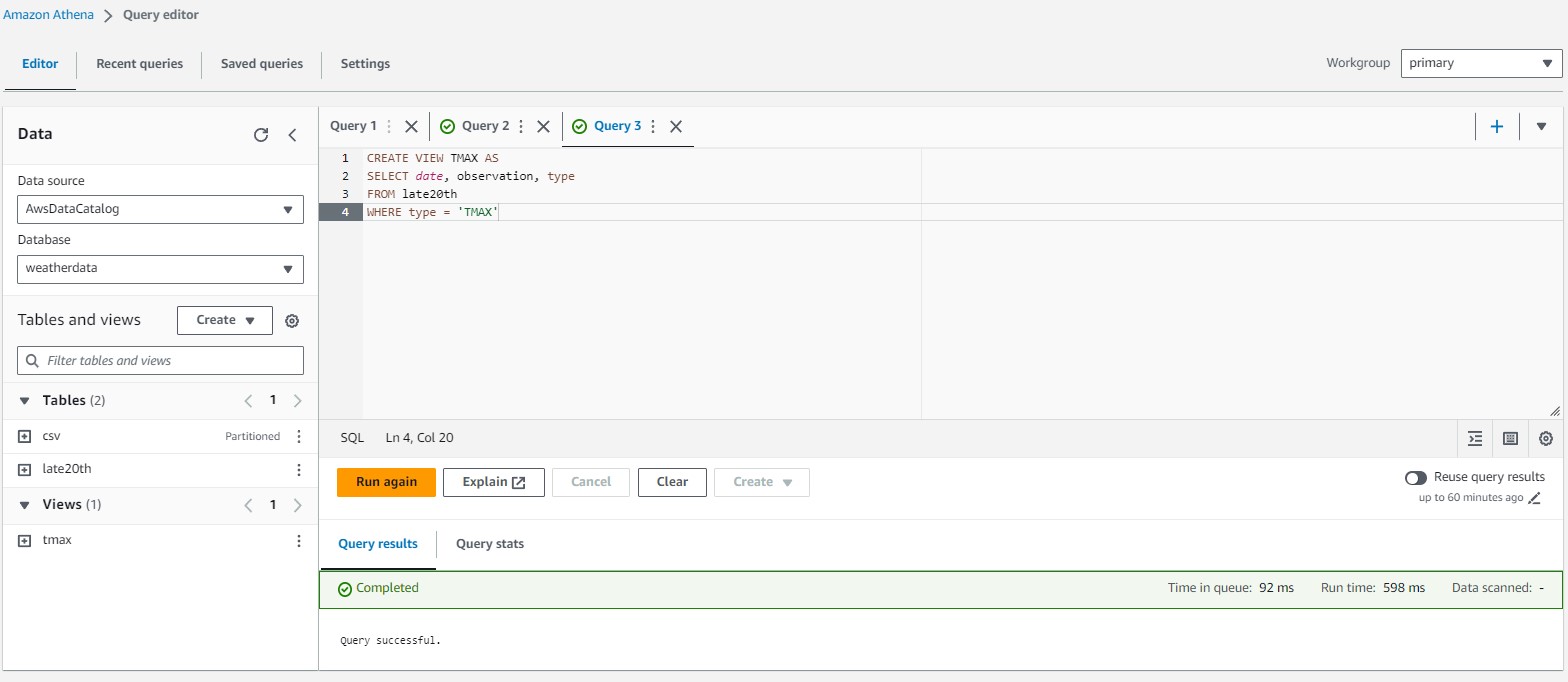 Amazon Athena > Query editor
Editor Recent queries Saved queries Settings
Workgroup primary
Data
Data source
AwsDataCatalog
Database
weatherdata
Tables and views Create
Filter tables and views
Tables (2) 1
csv Partitioned
late20th
Views (1) 1
tmax
Query 1 Query 2 Query 3
1 CREATE VIEW TMAX AS
2 SELECT date, observation, type
3 FROM late20th
4 WHERE type = 'TMAX'
SQL Ln 4, Col 20
Run again Explain Cancel Clear Create
Reuse query results
up to 60 minutes ago
Query results Query stats
Completed Time in queue: 92 ms Run time: 598 ms Data scanned: -
Query successful.